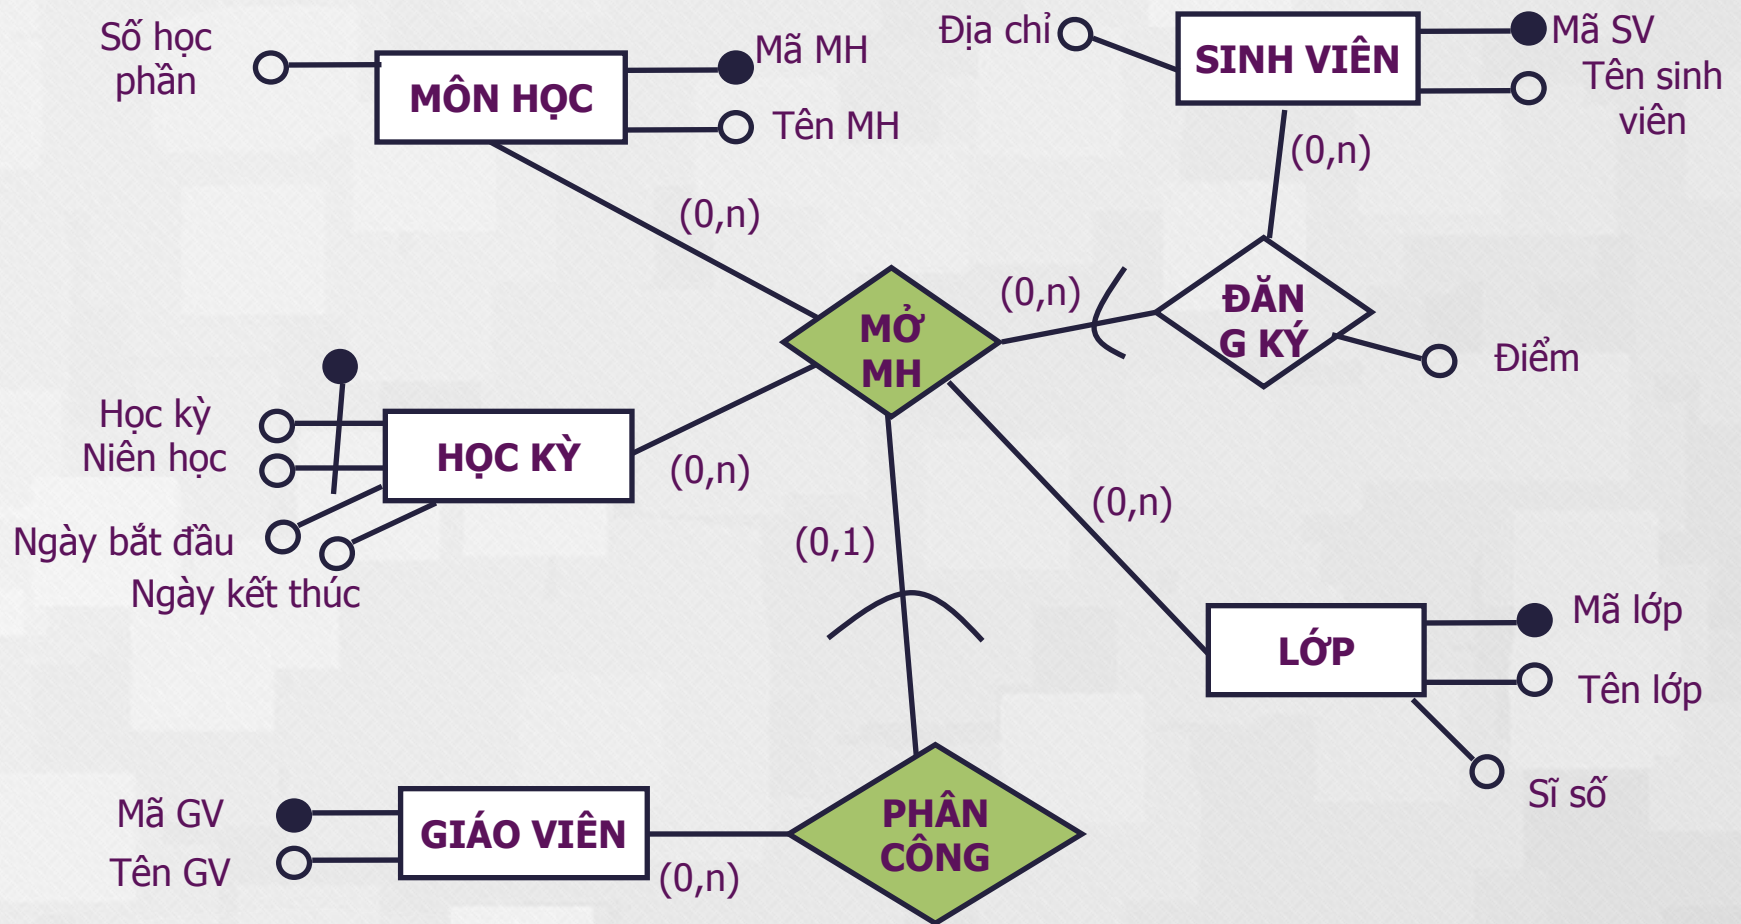 Số học
phần
MÔN HỌC
Mã MH
Tên MH
Địa chỉ
SINH VIÊN
Mã SV
Tên sinh
viên
(0,n)
(0,n)
(0,n)
MỞ
MH
ĐĂN
G KÝ
Điểm
Học kỳ
Niên học
HỌC KỲ
(0,n)
Ngày bắt đầu
Ngày kết thúc
(0,1)
(0,n)
LỚP
Mã lớp
Tên lớp
Sĩ số
Mã GV
Tên GV
GIÁO VIÊN
(0,n)
PHÂN
CÔNG